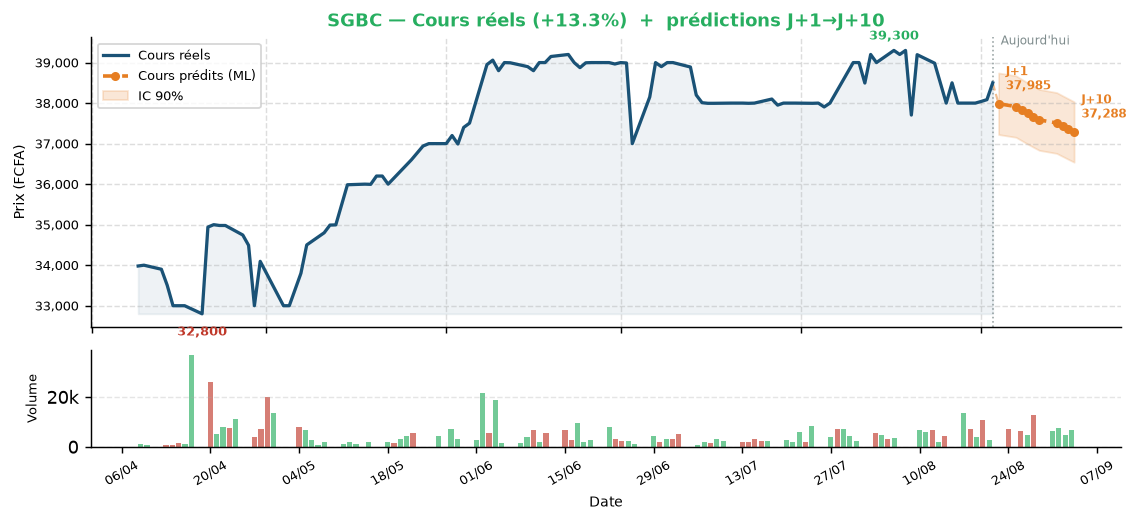 SGBC — Cours réels (+13.3%)  +  prédictions J+1→J+10
39,300
Aujourd'hui
Cours réels
Cours prédits (ML)
IC 90%
J+1
37,985
J+10
37,288
Prix (FCFA)
39,000
38,000
37,000
36,000
35,000
34,000
33,000
32,800
Volume
20k
0
06/04
20/04
04/05
18/05
01/06
15/06
29/06
13/07
27/07
10/08
24/08
07/09
Date